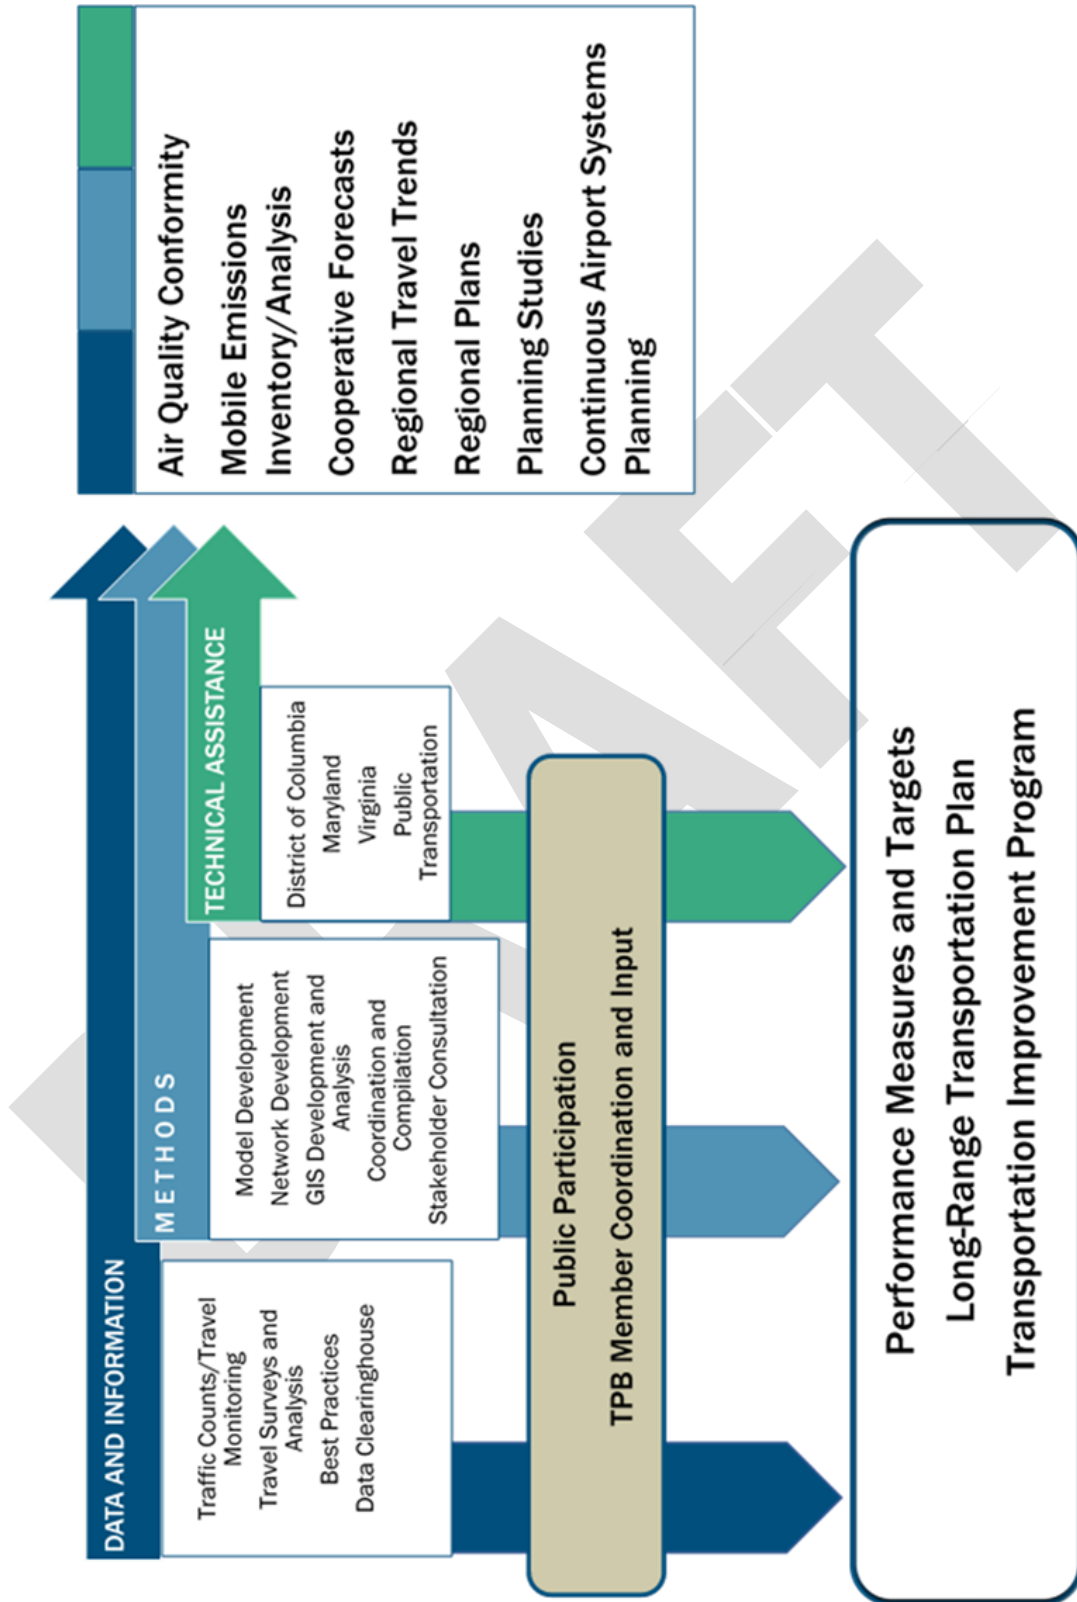 DATA AND INFORMATION
Traffic Counts/Travel
Monitoring
Travel Surveys and
Analysis
Best Practices
Data Clearinghouse
METHODS
Model Development
Network Development
GIS Development and
Analysis
Coordination and
Compilation
Stakeholder Consultation
TECHNICAL ASSISTANCE
District of Columbia
Maryland
Virginia
Public
Transportation
Air Quality Conformity
Mobile Emissions
Inventory/Analysis
Cooperative Forecasts
Regional Travel Trends
Regional Plans
Planning Studies
Continuous Airport Systems
Planning
Public Participation
TPB Member Coordination and Input
Performance Measures and Targets
Long-Range Transportation Plan
Transportation Improvement Program
DRAFT